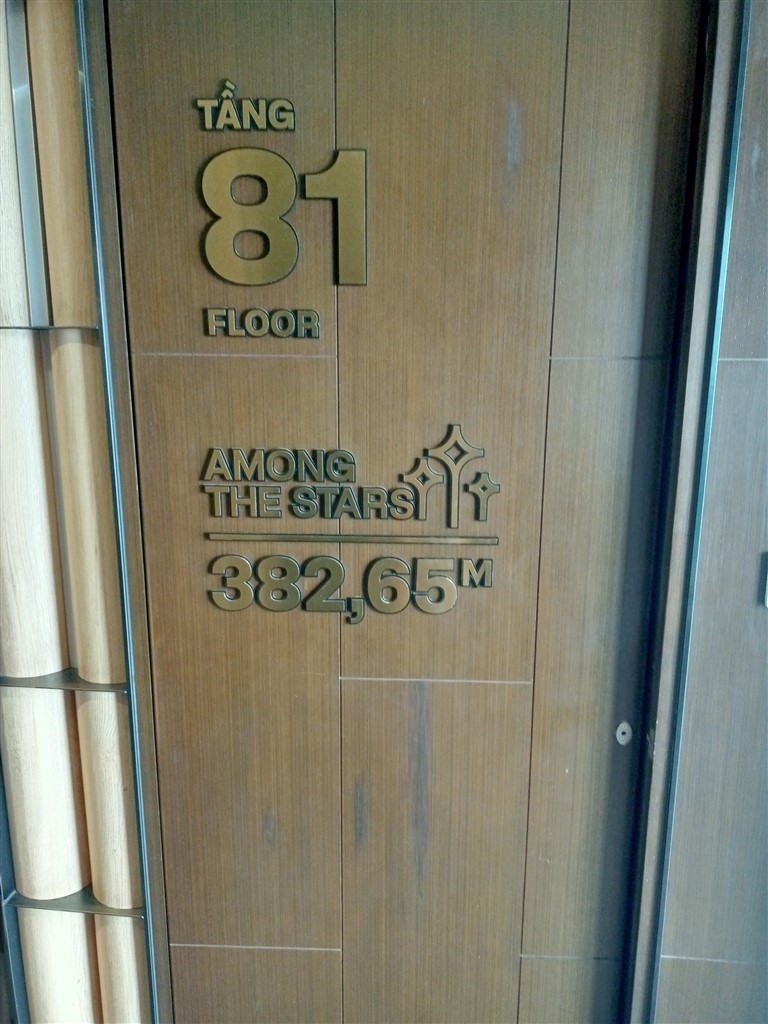 TẦNG
81
FLOOR
AMONG
THE STARS
382,65M